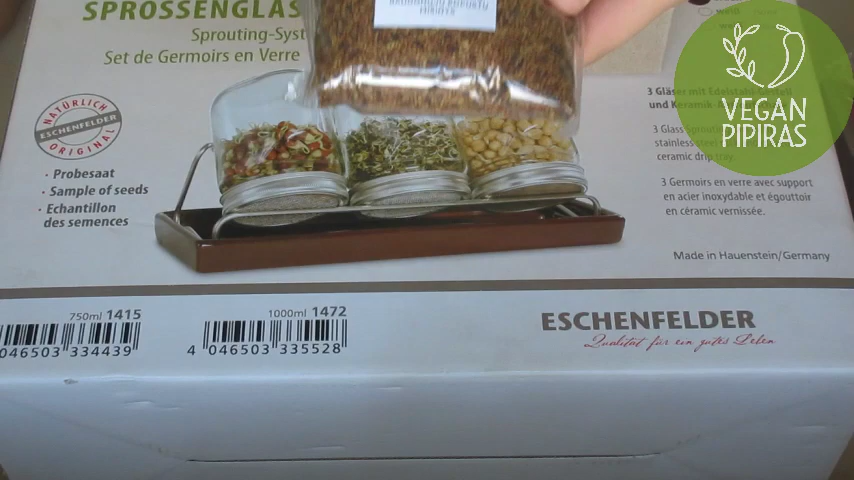 SPROSSENGLAS
Sprouting-Syst
Set de Germoirs en Verre
NATÜRLICH
ESCHENFELDER
ORIGINAL
· Probesaat
· Sample of seeds
· Echantillon
des semences
VEGAN
PIPIRAS
3 Gläser mit Edelstahl
und Keramik
3 Glass
stainless steel
ceramic drip tray.
3 Germoirs en verre avec support
en acier inoxydable et égouttoir
en céramic vernissée.
Made in Hauenstein/Germany
750ml 1415
046503 334439
1000ml 1472
4 046503 335528
ESCHENFELDER
Qualität für ein gutes Leben